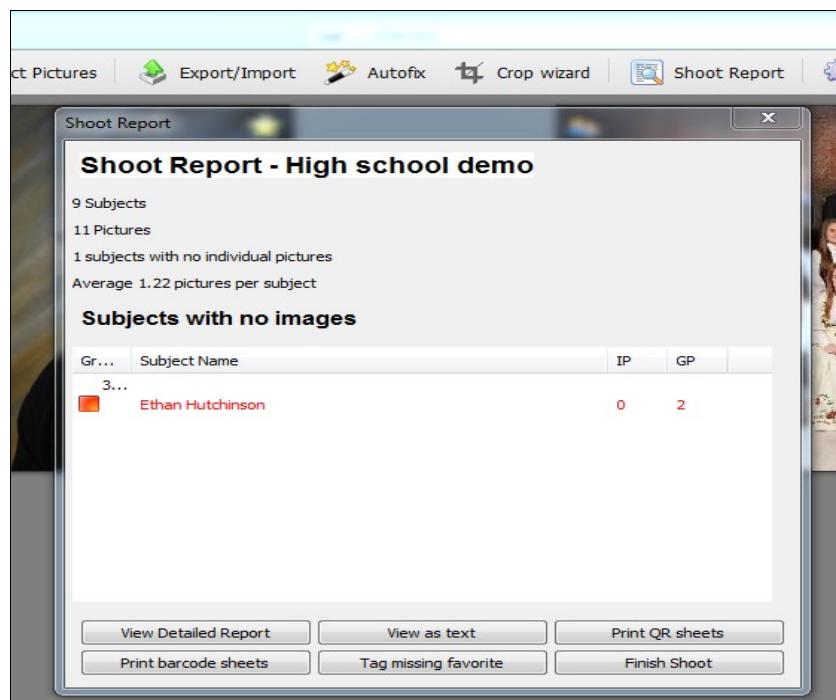 ct Pictures Export/Import Autofix Crop wizard Shoot Report
Shoot Report
Shoot Report - High school demo
9 Subjects
11 Pictures
1 subjects with no individual pictures
Average 1.22 pictures per subject
Subjects with no images
Gr... Subject Name IP GP
3...
Ethan Hutchinson 0 2
View Detailed Report View as text Print QR sheets
Print barcode sheets Tag missing favorite Finish Shoot